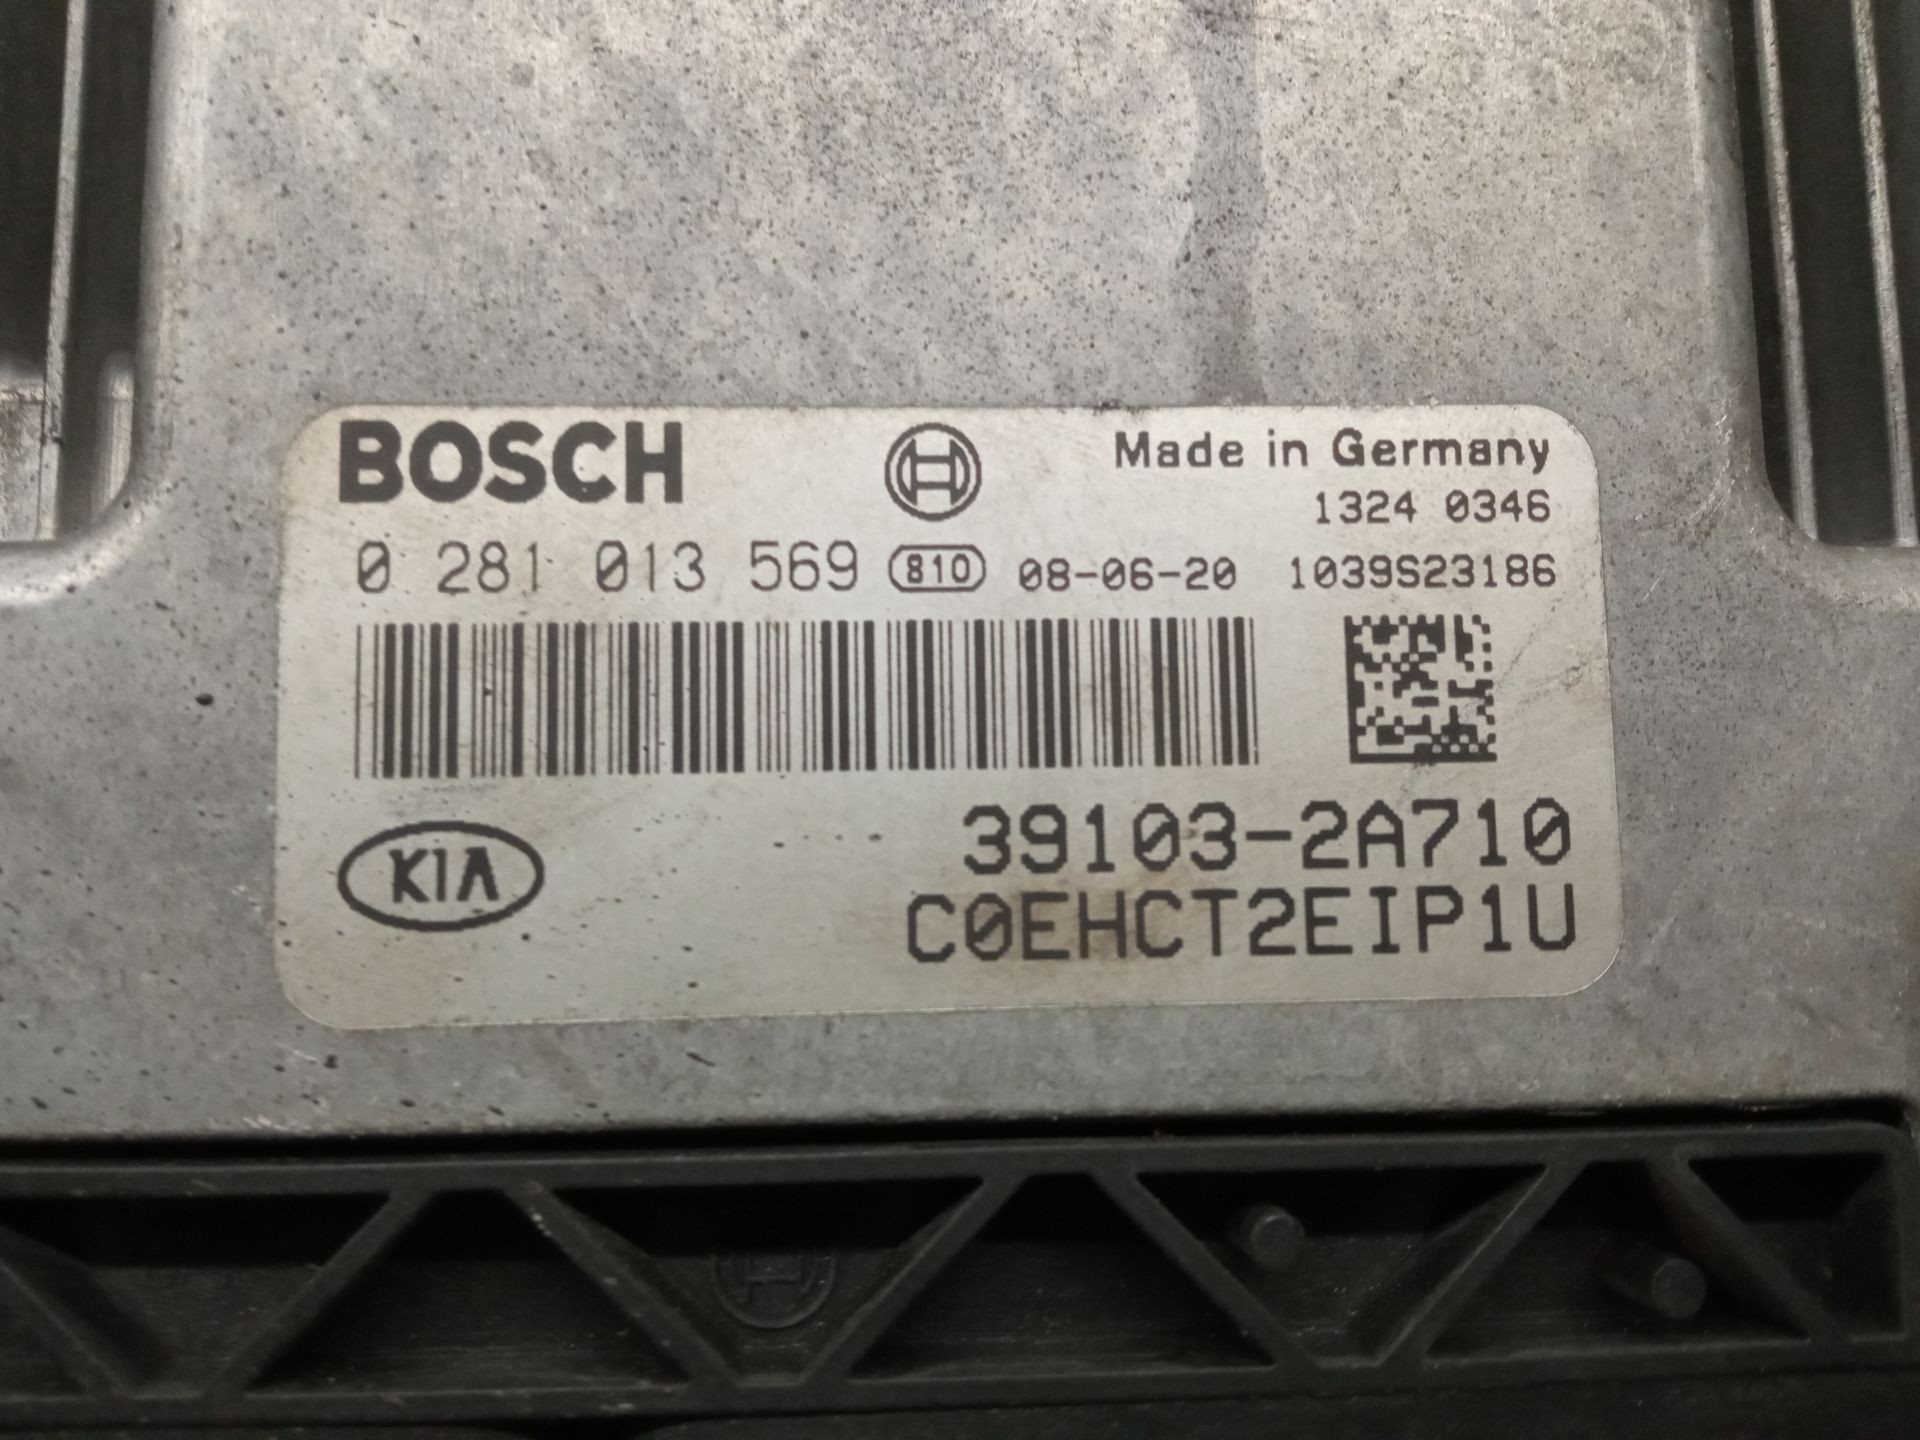 BOSCH Made in Germany
1324 0346
0 281 013 569 810 08-06-20 1039S23186
39103-2A710
KIA
C0EHCT2EIP1U